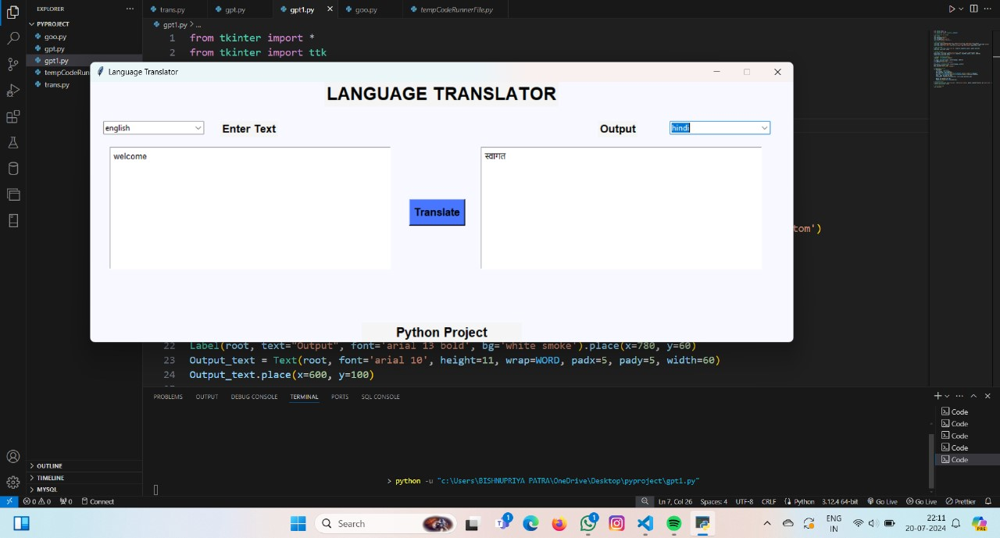 EXPLORER
PYPROJECT
goo.py
gpt.py
gpt1.py
tempCodeRun
trans.py
trans.py
gpt.py
gpt1.py
goo.py
tempCodeRunnerFile.py
gpt1.py > ...
1 from tkinter import *
2 from tkinter import ttk
Language Translator
LANGUAGE TRANSLATOR
english
Enter Text
Output
hindi
welcome
स्वागत
Translate
Python Project
tom')
22 Label(root, text="Output", font='arial 13 bold', bg='white smoke').place(x=780, y=60)
23 Output_text = Text(root, font='arial 10', height=11, wrap=WORD, padx=5, pady=5, width=60)
24 Output_text.place(x=600, y=100)
PROBLEMS OUTPUT DEBUG CONSOLE TERMINAL PORTS SQL CONSOLE
Code
Code
Code
Code
Code
> python -u "c:\Users\BISHNUPRIYA PATRA\OneDrive\Desktop\pyproject\gpt1.py"
OUTLINE
TIMELINE
MYSQL
0 0 0 Connect
Ln 7, Col 26 Spaces: 4 UTF-8 CRLF Python 3.12.4 64-bit Go Live Go Live Prettier
Search
1
1
ENG
IN
22:11
20-07-2024
PRE